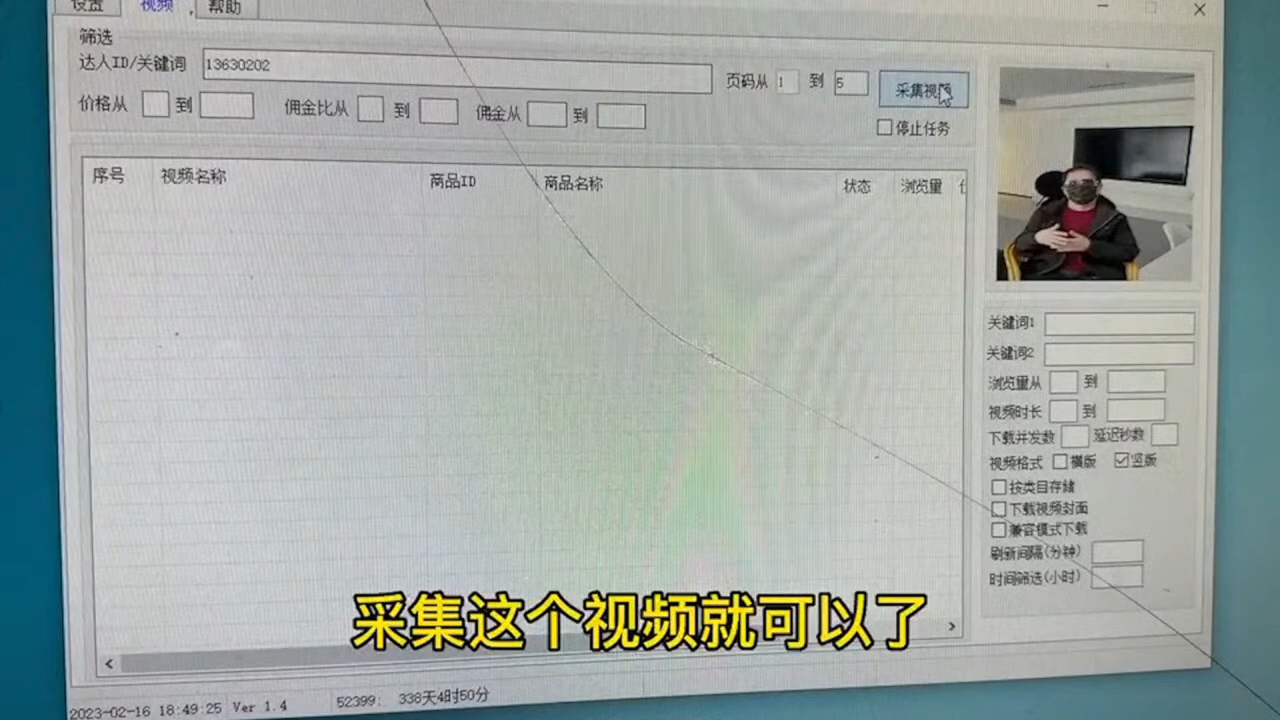 设置 视频 帮助
筛选
达人ID/关键词 13630202 页码从 1 到 5 采集视频
价格从 到 佣金比从 到 佣金从 到 停止任务
序号 视频名称 商品ID 商品名称 状态 浏览量
关键词1
关键词2
浏览量从 到
视频时长 到
下载并发数 延迟秒数
视频格式 横版 竖版
按类目存储
下载视频封面
兼容模式下载
刷新间隔(分钟)
时间筛选(小时)
采集这个视频就可以了
2023-02-16 18:49:25 Ver 1.4 52399: 338天4时50分